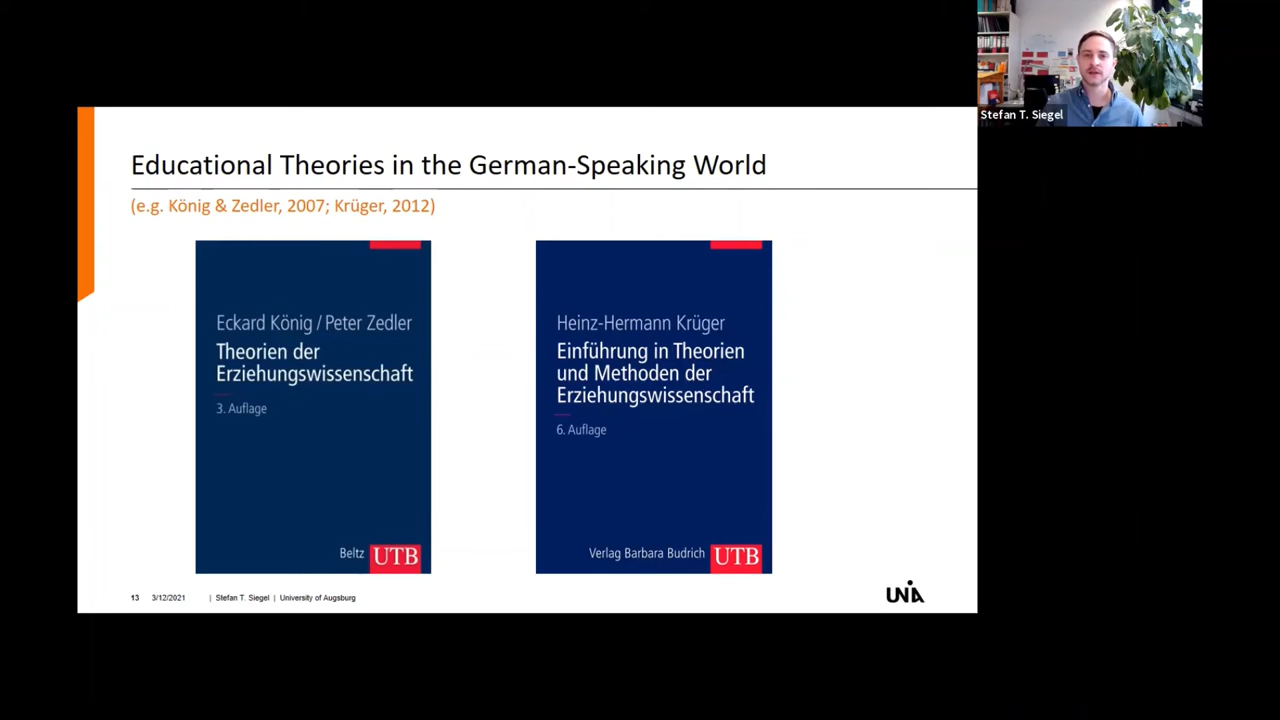 Stefan T. Siegel
Educational Theories in the German-Speaking World
(e.g. König & Zedler, 2007; Krüger, 2012)
Eckard König / Peter Zedler
Theorien der
Erziehungswissenschaft
3. Auflage
Beltz UTB
Heinz-Hermann Krüger
Einführung in Theorien
und Methoden der
Erziehungswissenschaft
6. Auflage
Verlag Barbara Budrich UTB
13 3/12/2021 | Stefan T. Siegel | University of Augsburg
UNIA